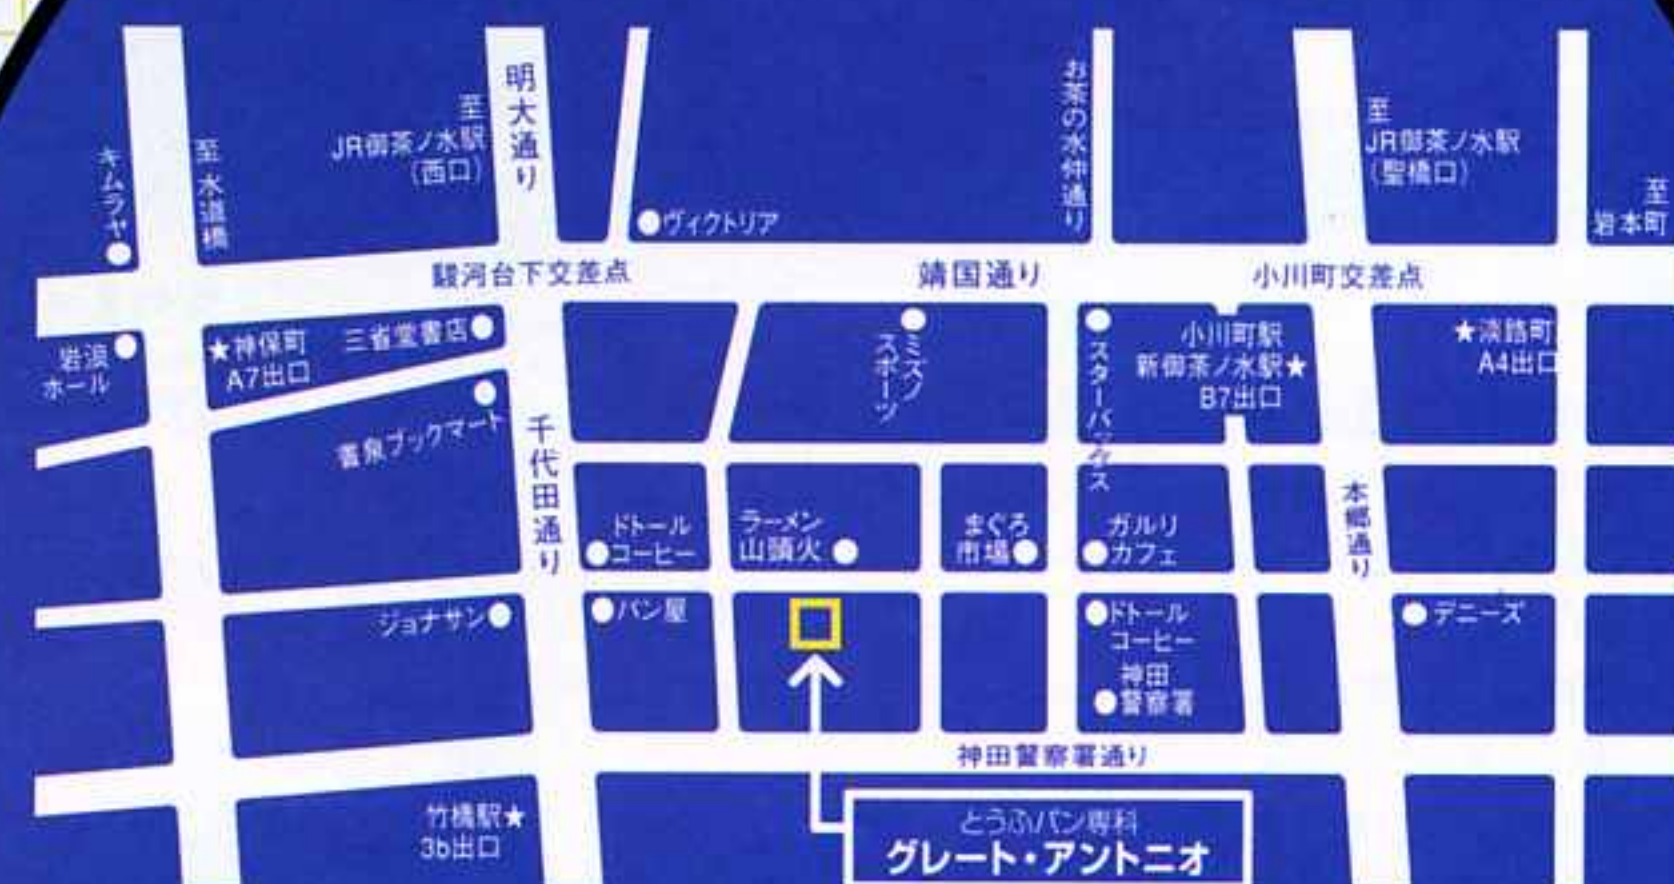 明大通り
至
JR御茶ノ水駅
(西口)
キムラヤ
至水道橋
ヴィクトリア
お茶の水仲通り
至
JR御茶ノ水駅
(聖橋口)
至
岩本町
駿河台下交差点
靖国通り
小川町交差点
岩波
ホール
★神保町
A7出口
三省堂書店
書泉ブックマート
千代田通り
ミズノ
スポーツ
スターバックス
小川町駅
新御茶ノ水駅★
B7出口
★淡路町
A4出口
本郷通り
ドトール
コーヒー
ラーメン
山頭火
まぐろ
市場
ガルリ
カフェ
ジョナサン
パン屋
ドトール
コーヒー
神田
警察署
デニーズ
神田警察署通り
竹橋駅★
3b出口
とうふパン専科
グレート・アントニオ